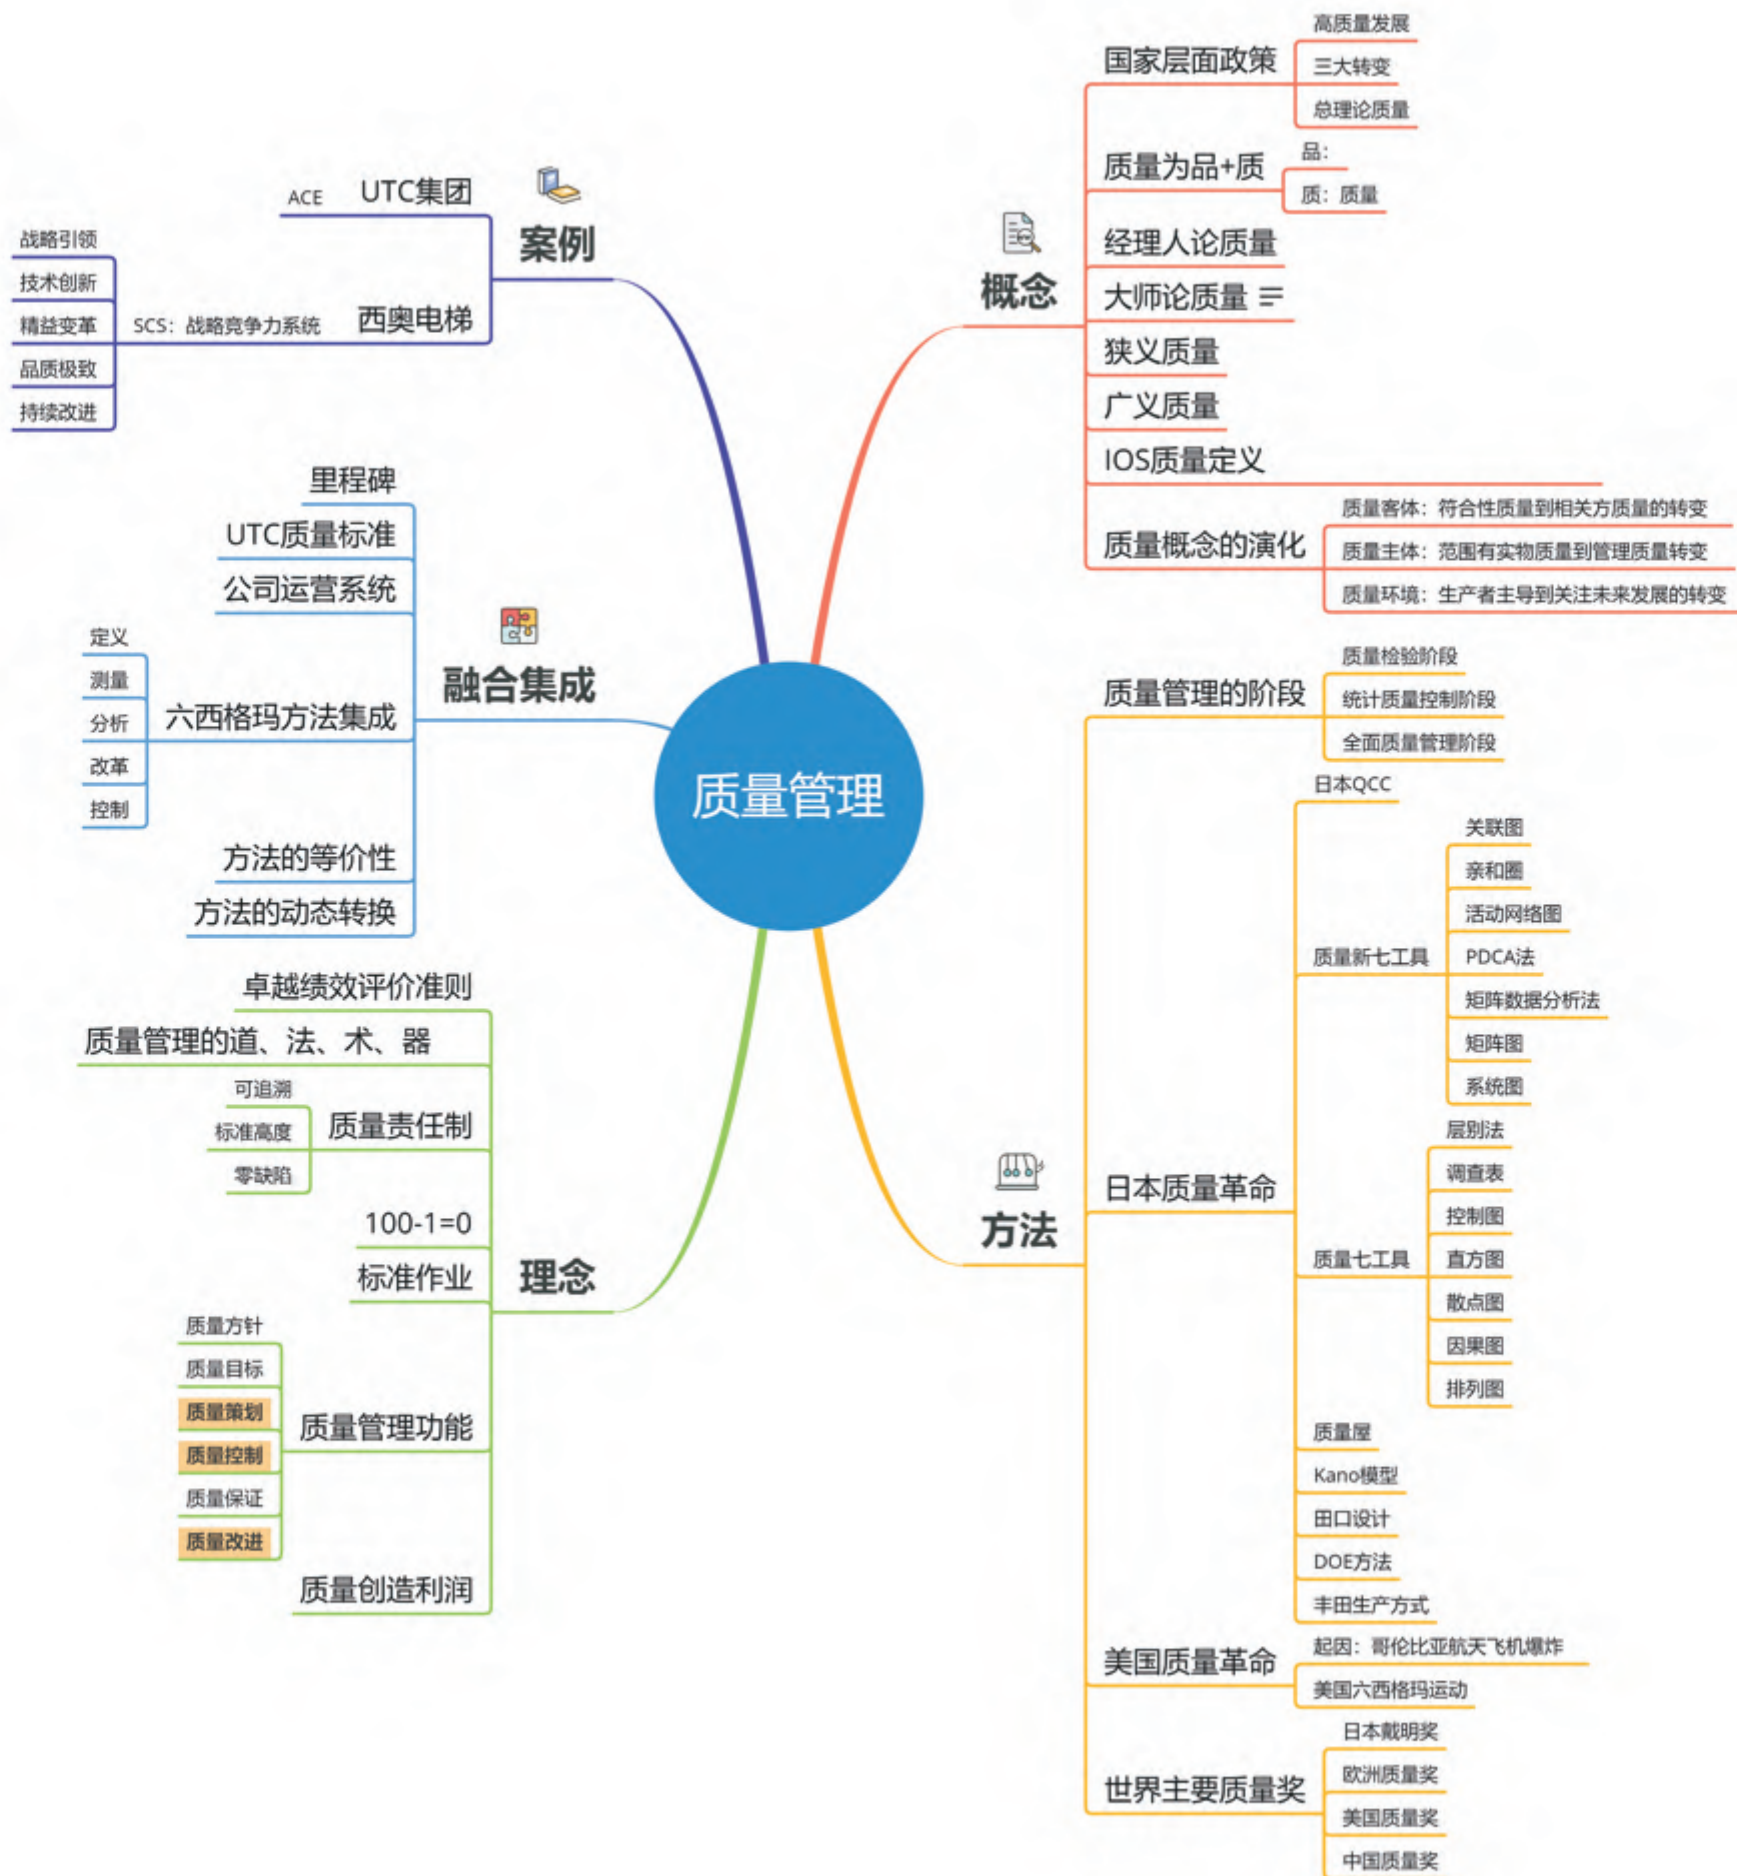 质量管理
概念
国家层面政策
高质量发展
三大转变
总理论质量
质量为品+质
品：
质：质量
经理人论质量
大师论质量
狭义质量
广义质量
IOS质量定义
质量概念的演化
质量客体：符合性质量到相关方质量的转变
质量主体：范围有实物质量到管理质量转变
质量环境：生产者主导到关注未来发展的转变
方法
质量管理的阶段
质量检验阶段
统计质量控制阶段
全面质量管理阶段
日本质量革命
日本QCC
质量新七工具
关联图
亲和圈
活动网络图
PDCA法
矩阵数据分析法
矩阵图
系统图
质量七工具
层别法
调查表
控制图
直方图
散点图
因果图
排列图
质量屋
Kano模型
田口设计
DOE方法
丰田生产方式
美国质量革命
起因：哥伦比亚航天飞机爆炸
美国六西格玛运动
世界主要质量奖
日本戴明奖
欧洲质量奖
美国质量奖
中国质量奖
案例
UTC集团
ACE
西奥电梯
SCS：战略竞争力系统
战略引领
技术创新
精益变革
品质极致
持续改进
融合集成
里程碑
UTC质量标准
公司运营系统
六西格玛方法集成
定义
测量
分析
改革
控制
方法的等价性
方法的动态转换
理念
卓越绩效评价准则
质量管理的道、法、术、器
质量责任制
可追溯
标准高度
零缺陷
100-1=0
标准作业
质量管理功能
质量方针
质量目标
质量策划
质量控制
质量保证
质量改进
质量创造利润